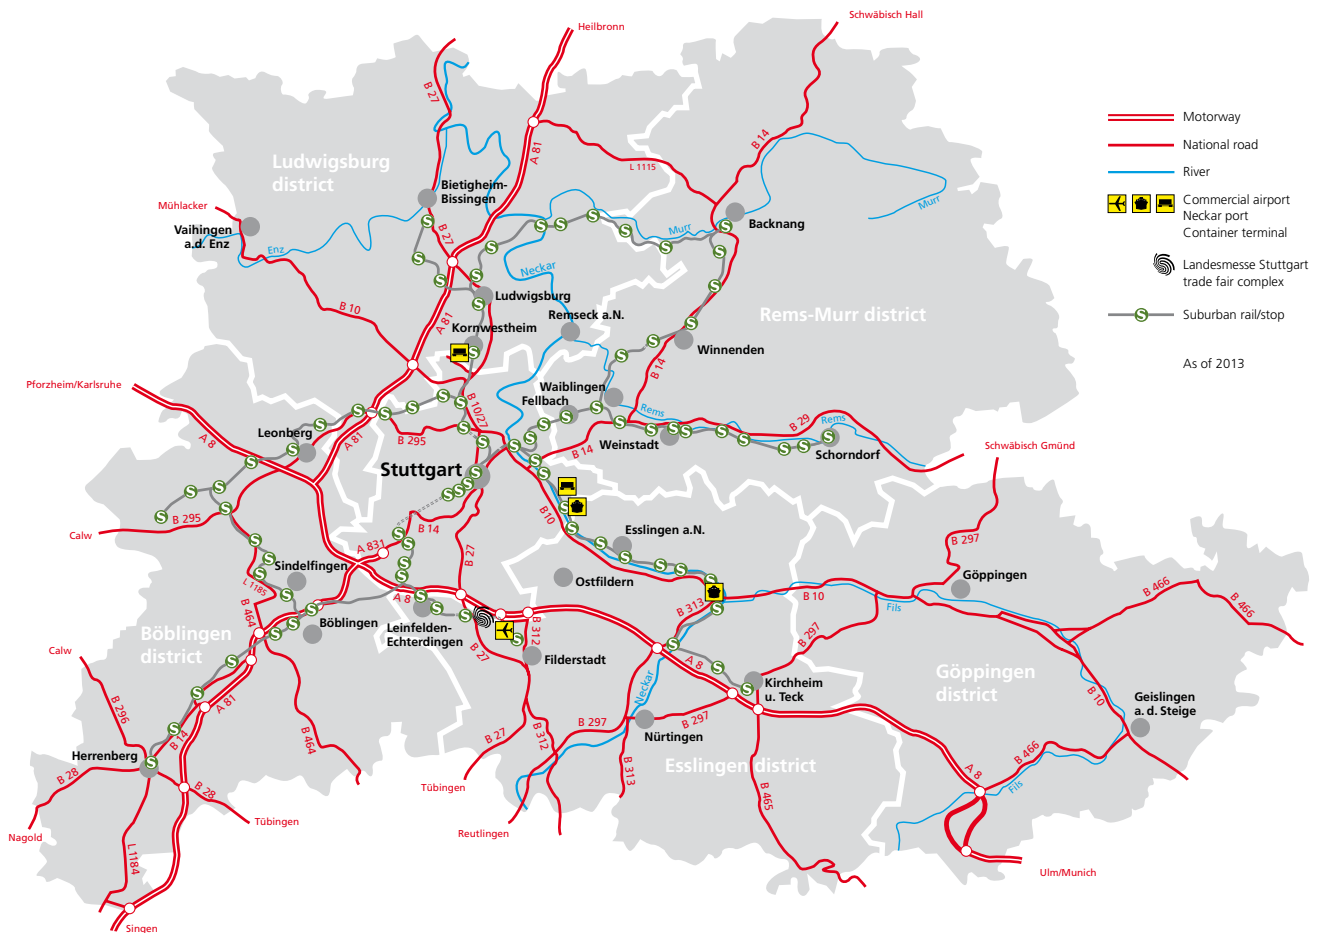 Schwäbisch Hall
Heilbronn
B 27
A 81
B 14
L 1115
Ludwigsburg
district
Bietigheim-
Bissingen
Mühlacker
Vaihingen
a.d. Enz
Enz
B 27
Murr
Murr
Backnang
Neckar
Ludwigsburg
Remseck a.N.
Rems-Murr district
B 10
A 81
Kornwestheim
Winnenden
B 14
Pforzheim/Karlsruhe
Waiblingen
Fellbach
Rems
B 29
Rems
B 10/27
Leonberg
A 8
A 81
B 295
Weinstadt
B 14
Schorndorf
Schwäbisch Gmünd
Stuttgart
B 295
Calw
B 14
B 10
Esslingen a.N.
B 297
A 831
B 27
Sindelfingen
L 1185
Ostfildern
Göppingen
B 466
B 466
A 8
B 464
B 313
B 10
Fils
Böblingen
Leinfelden-
Echterdingen
B 312
B 297
Böblingen
district
B 27
Filderstadt
A 8
Calw
Göppingen
district
Kirchheim
u. Teck
Neckar
B 10
Geislingen
a. d. Steige
B 296
A 81
B 14
B 464
B 297
B 297
Nürtingen
B 27
B 312
Herrenberg
B 28
B 466
Esslingen district
A 8
B 313
Fils
B 28
Tübingen
B 465
Tübingen
Nagold
Reutlingen
L 1184
Ulm/Munich
Singen
Motorway
National road
River
Commercial airport
Neckar port
Container terminal
Landesmesse Stuttgart
trade fair complex
S
Suburban rail/stop
As of 2013